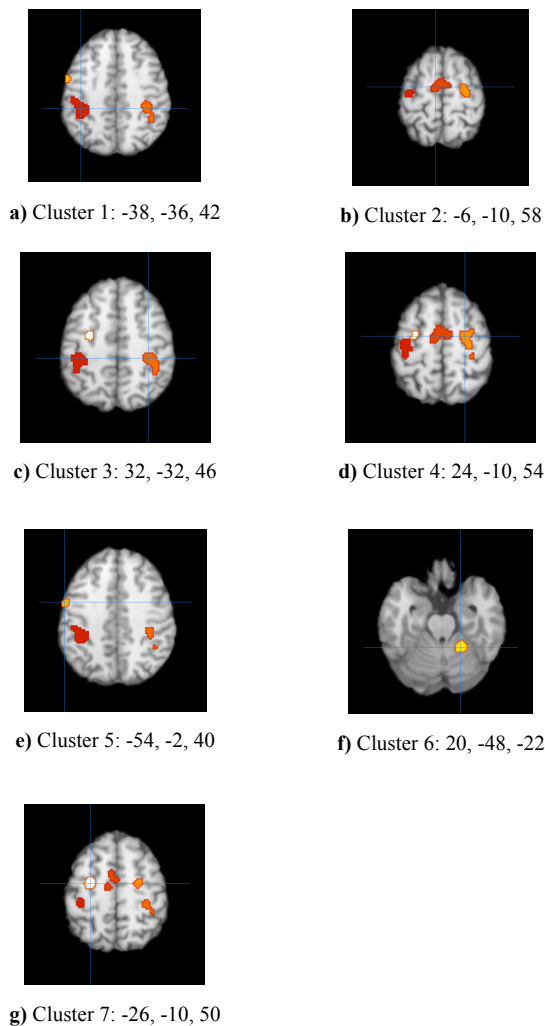 a) Cluster 1: -38, -36, 42
b) Cluster 2: -6, -10, 58
c) Cluster 3: 32, -32, 46
d) Cluster 4: 24, -10, 54
e) Cluster 5: -54, -2, 40
f) Cluster 6: 20, -48, -22
g) Cluster 7: -26, -10, 50